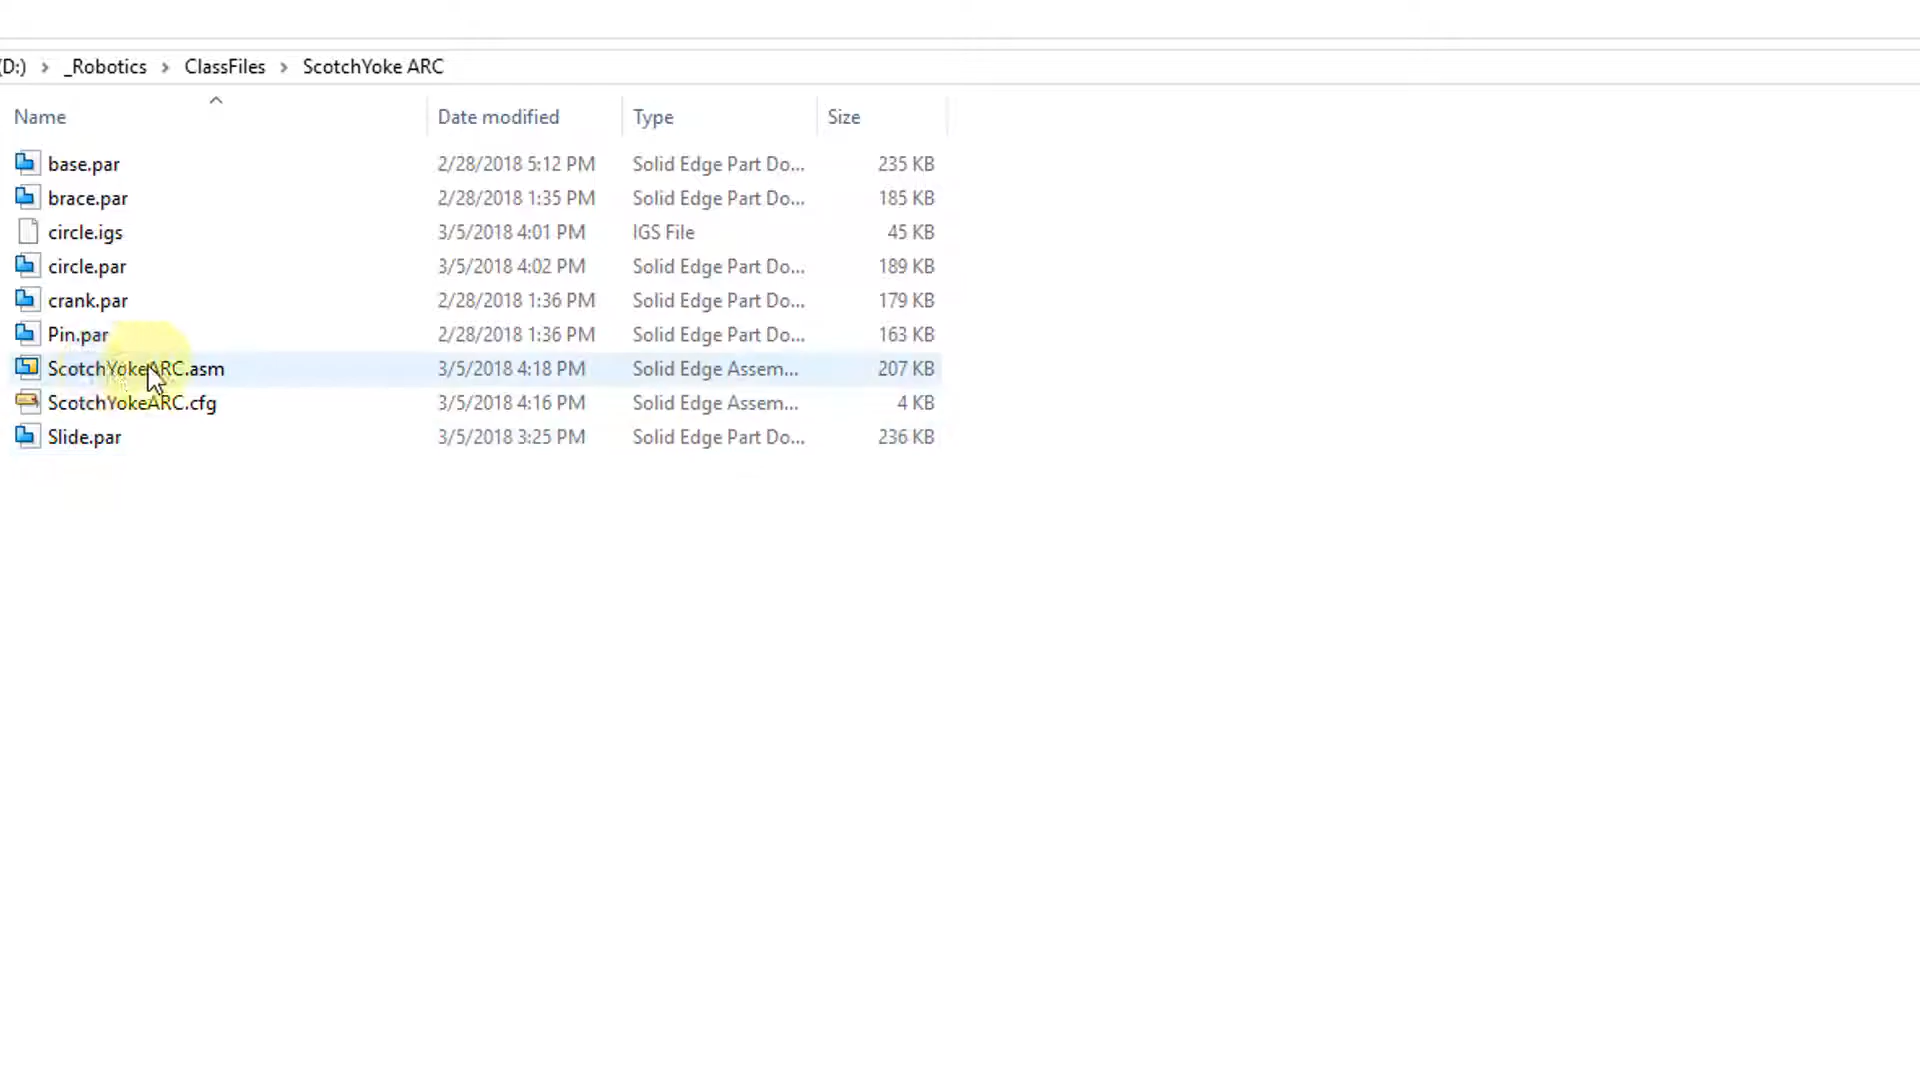 (D:) > _Robotics > ClassFiles > ScotchYoke ARC
Name Date modified Type Size
base.par 2/28/2018 5:12 PM Solid Edge Part Do... 235 KB
brace.par 2/28/2018 1:35 PM Solid Edge Part Do... 185 KB
circle.igs 3/5/2018 4:01 PM IGS File 45 KB
circle.par 3/5/2018 4:02 PM Solid Edge Part Do... 189 KB
crank.par 2/28/2018 1:36 PM Solid Edge Part Do... 179 KB
Pin.par 2/28/2018 1:36 PM Solid Edge Part Do... 163 KB
ScotchYokeARC.asm 3/5/2018 4:18 PM Solid Edge Assem... 207 KB
ScotchYokeARC.cfg 3/5/2018 4:16 PM Solid Edge Assem... 4 KB
Slide.par 3/5/2018 3:25 PM Solid Edge Part Do... 236 KB